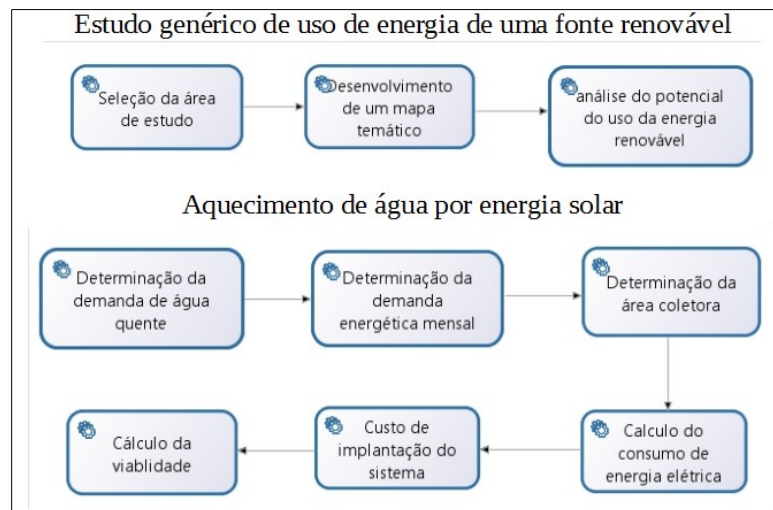 Estudo genérico de uso de energia de uma fonte renovável
Seleção da área
de estudo
Desenvolvimento
de um mapa
temático
análise do potencial
do uso da energia
renovável
Aquecimento de água por energia solar
Determinação da
demanda de água
quente
Determinação da
demanda
energética mensal
Determinação da
área coletora
Calculo do
consumo de
energia elétrica
Custo de
implantação do
sistema
Cálculo da
viablidade